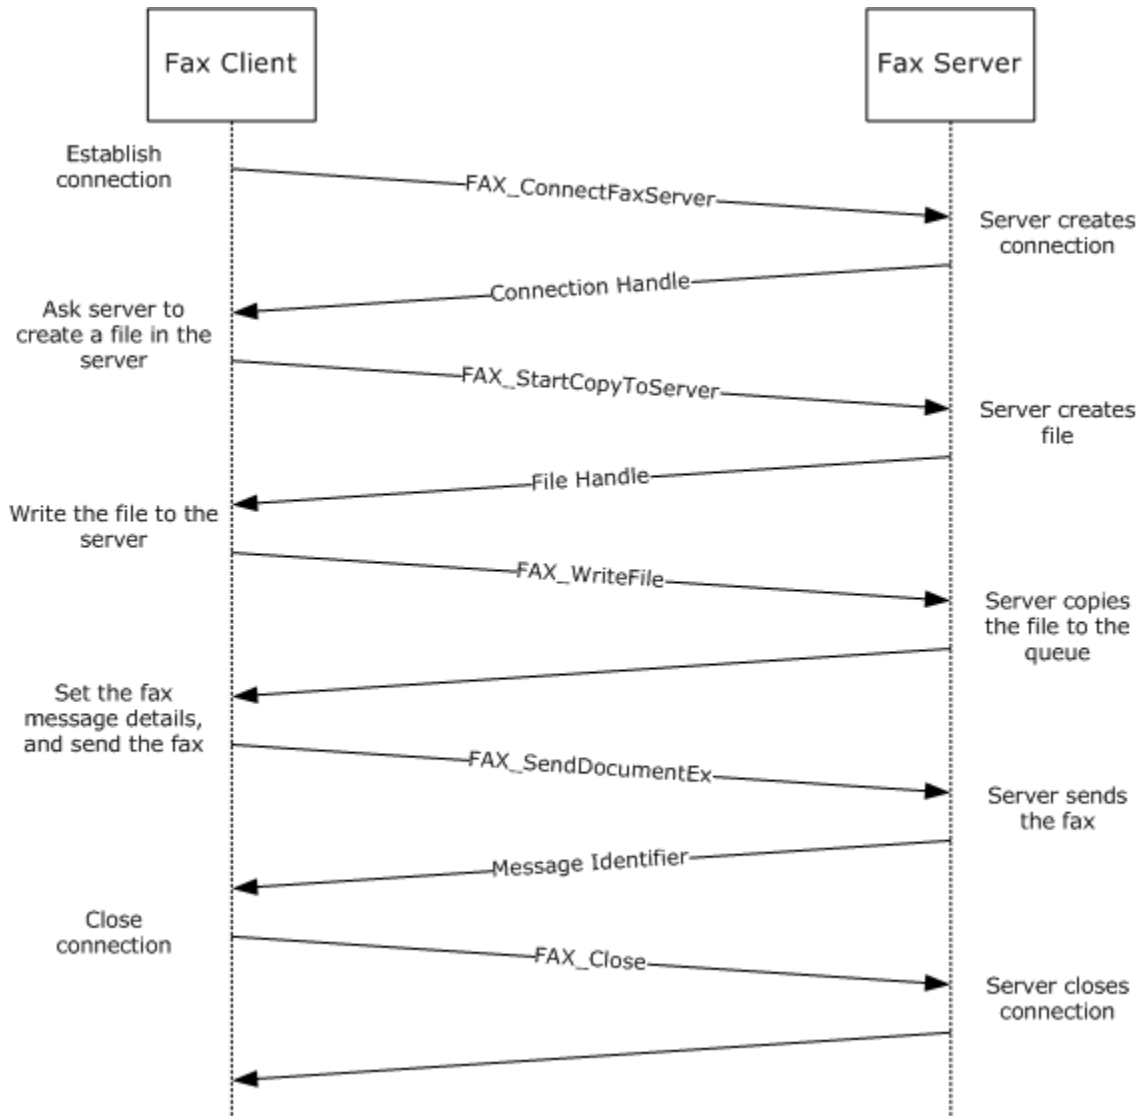 Fax Client
Fax Server
Establish
connection
FAX_ConnectFaxServer
Server creates
connection
Connection Handle
Ask server to
create a file in the
server
FAX_StartCopyToServer
Server creates
file
File Handle
Write the file to the
server
FAX_WriteFile
Server copies
the file to the
queue
Set the fax
message details,
and send the fax
FAX_SendDocumentEx
Server sends
the fax
Message Identifier
Close
connection
FAX_Close
Server closes
connection